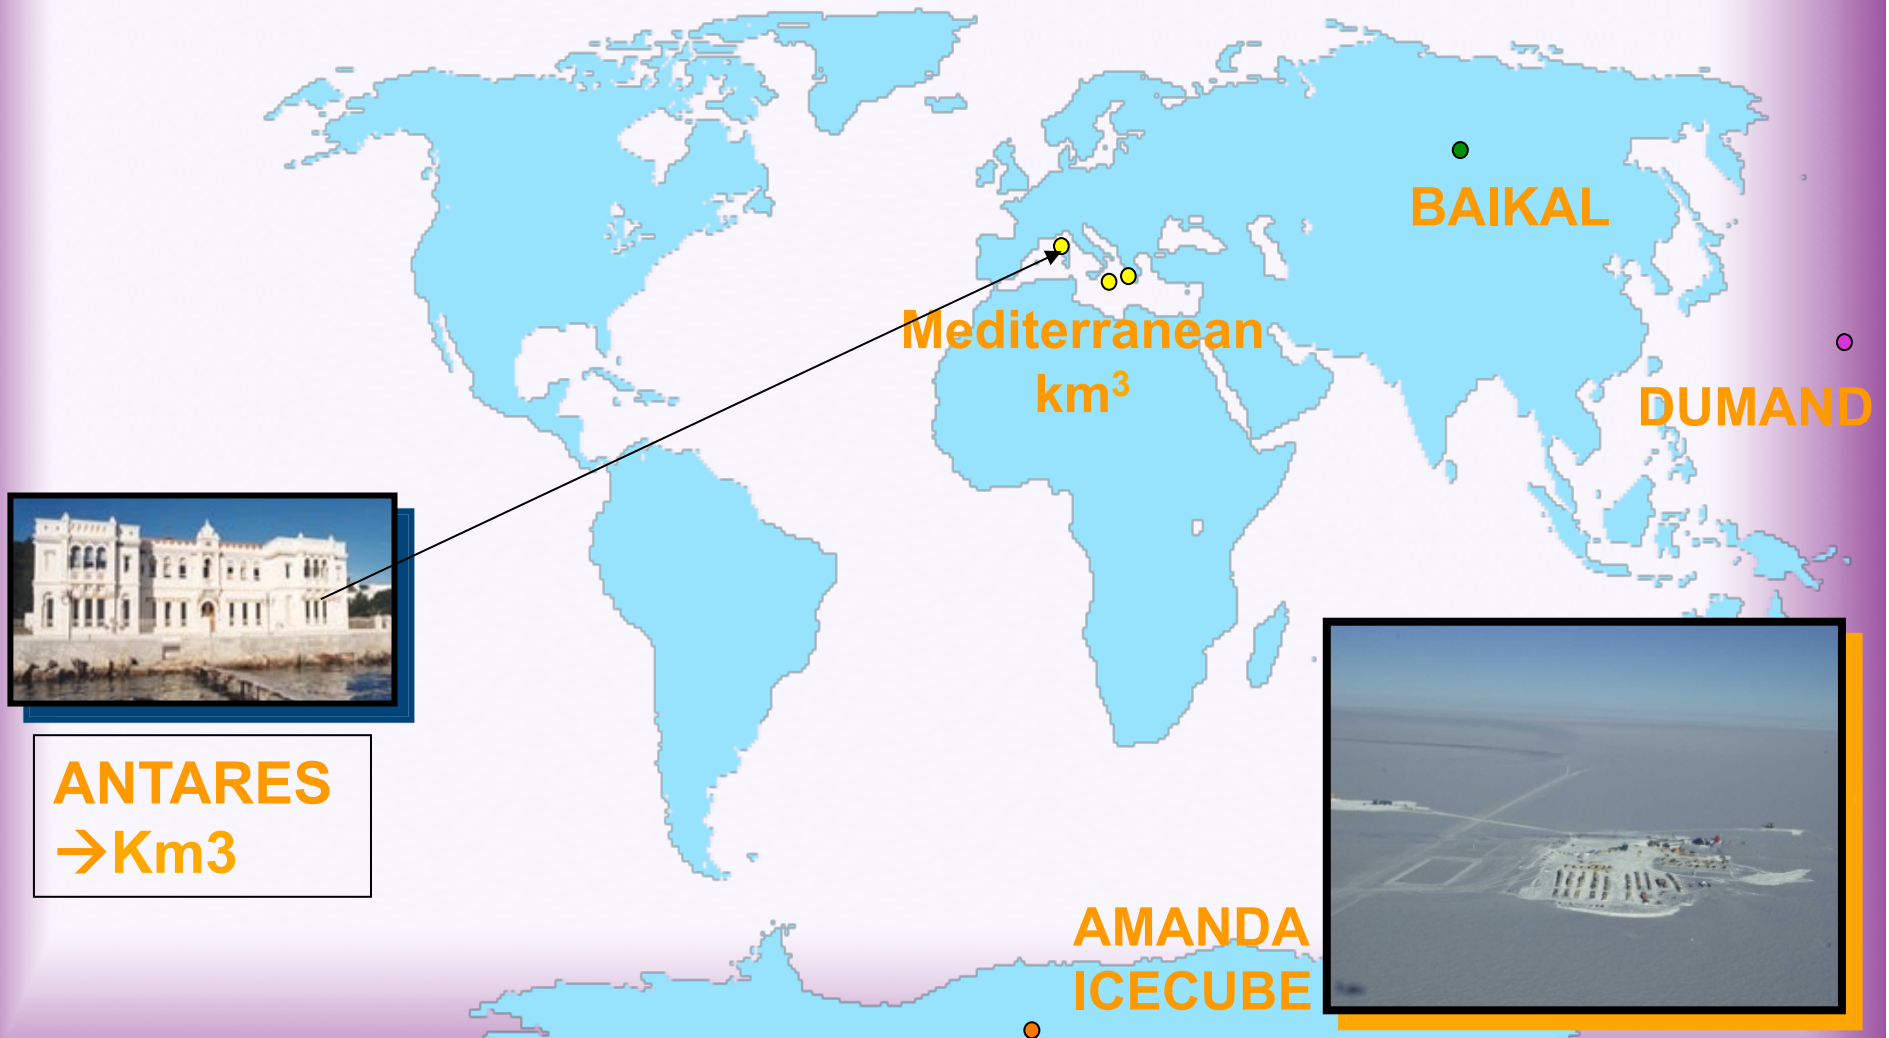 BAIKAL
Mediterranean
km³
DUMAND
ANTARES
→Km3
AMANDA
ICECUBE